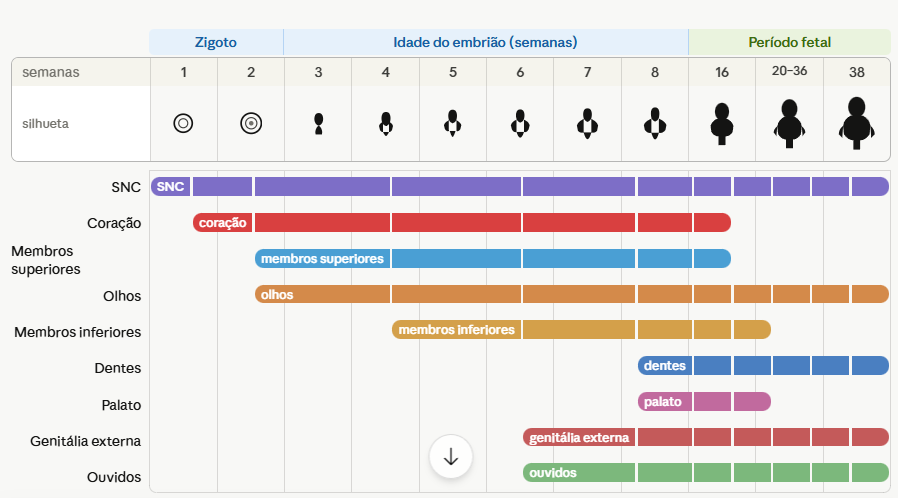 Zigoto
Idade do embrião (semanas)
Período fetal
semanas
1
2
3
4
5
6
7
8
16
20–36
38
silhueta
SNC
SNC
Coração
coração
Membros
superiores
membros superiores
Olhos
olhos
Membros inferiores
membros inferiores
Dentes
dentes
Palato
palato
Genitália externa
genitália externa
Ouvidos
ouvidos